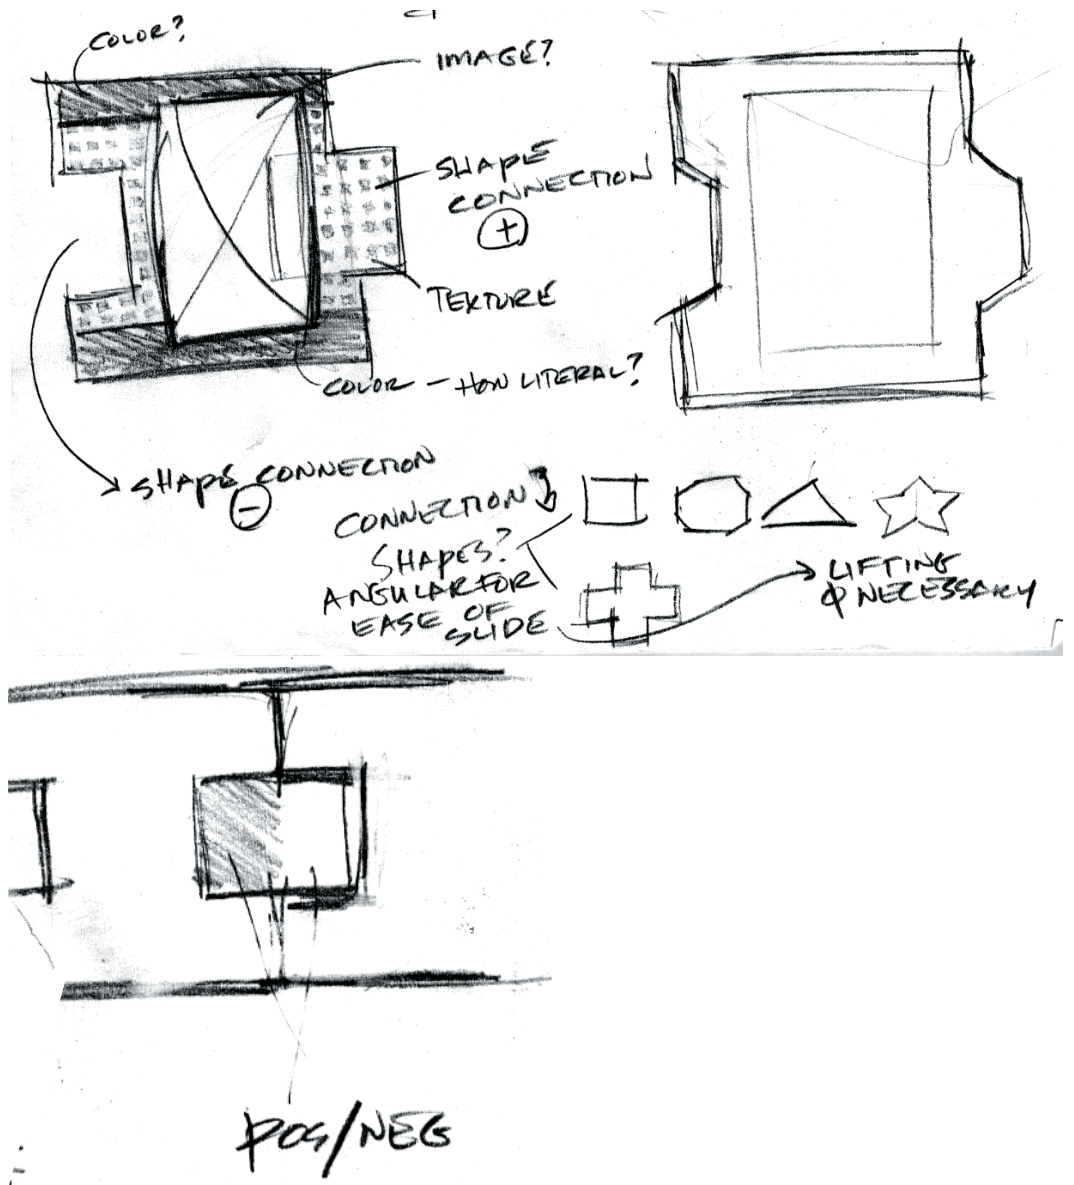 COLOR?
IMAGE?
SHAPE
CONNECTION
+
TEXTURE
COLOR - HOW LITERAL?
SHAPE CONNECTION
-
CONNECTION
SHAPES?
ANGULAR FOR
EASE OF
SLIDE
LIFTING
NECESSARY
POS/NEG